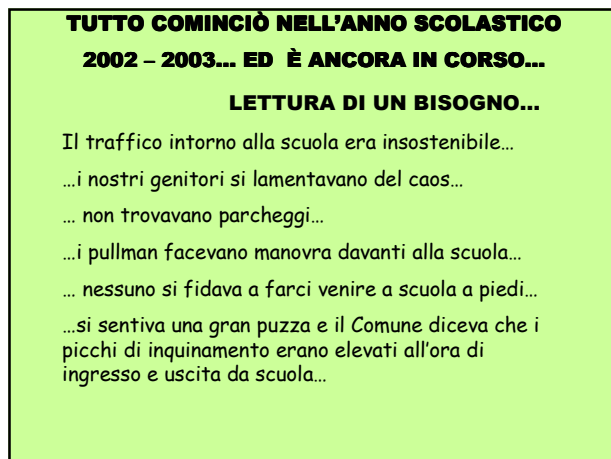 TUTTO COMINCIÒ NELL'ANNO SCOLASTICO
2002 – 2003... ED È ANCORA IN CORSO...
LETTURA DI UN BISOGNO...
Il traffico intorno alla scuola era insostenibile...
...i nostri genitori si lamentavano del caos...
... non trovavano parcheggi...
...i pullman facevano manovra davanti alla scuola...
... nessuno si fidava a farci venire a scuola a piedi...
...si sentiva una gran puzza e il Comune diceva che i
picchi di inquinamento erano elevati all'ora di
ingresso e uscita da scuola...